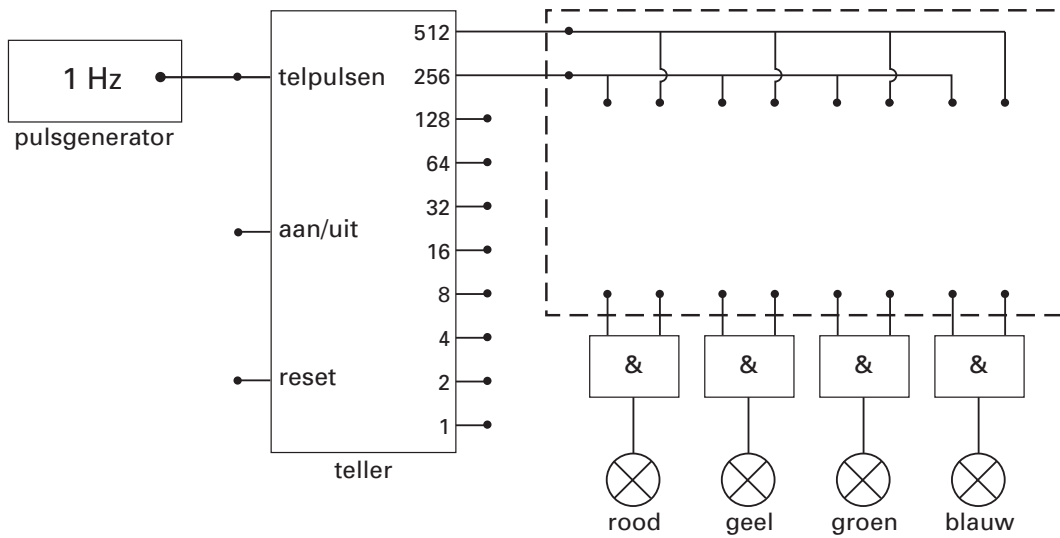 1 Hz
pulsgenerator
telpulsen
aan/uit
reset
512
256
128
64
32
16
8
4
2
1
teller
& & & &
rood geel groen blauw